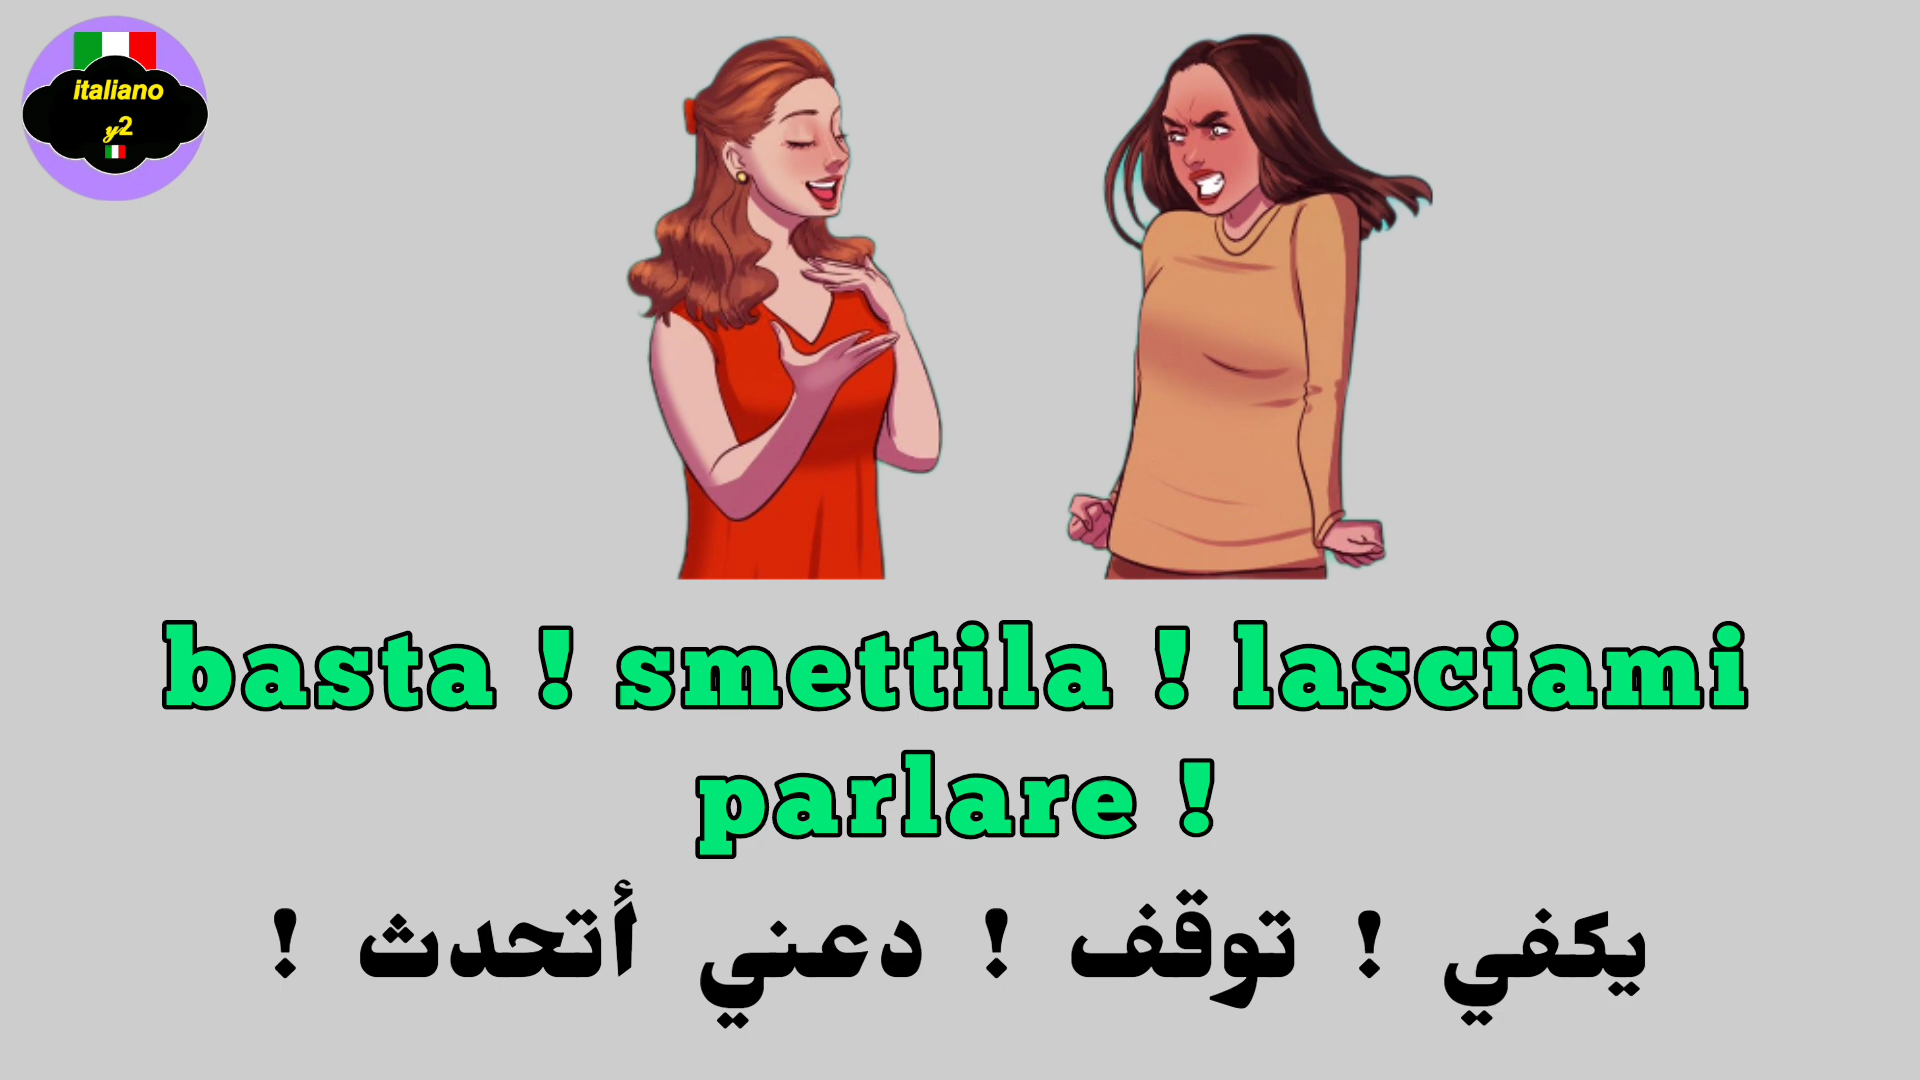 italiano
y2
basta ! smettila ! lasciami
parlare !
يكفي ! توقف ! دعني أتحدث !